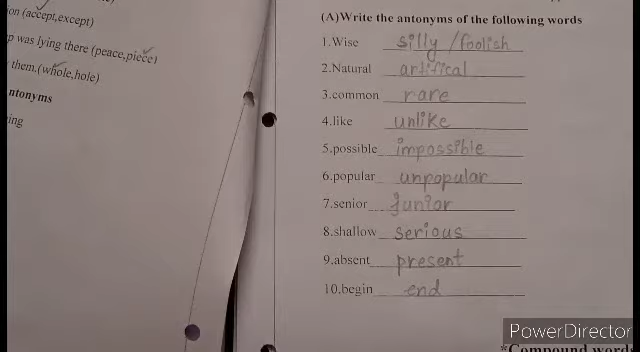 ion (accept,except)
p was lying there (peace,piece)
them.(whole,hole)
ntonyms
ing
(A)Write the antonyms of the following words
1.Wise silly /foolish
2.Natural artifical
3.common rare
4.like unlike
5.possible impossible
6.popular unpopular
7.senior junior
8.shallow serious
9.absent present
10.begin end
PowerDirector
*Compound word